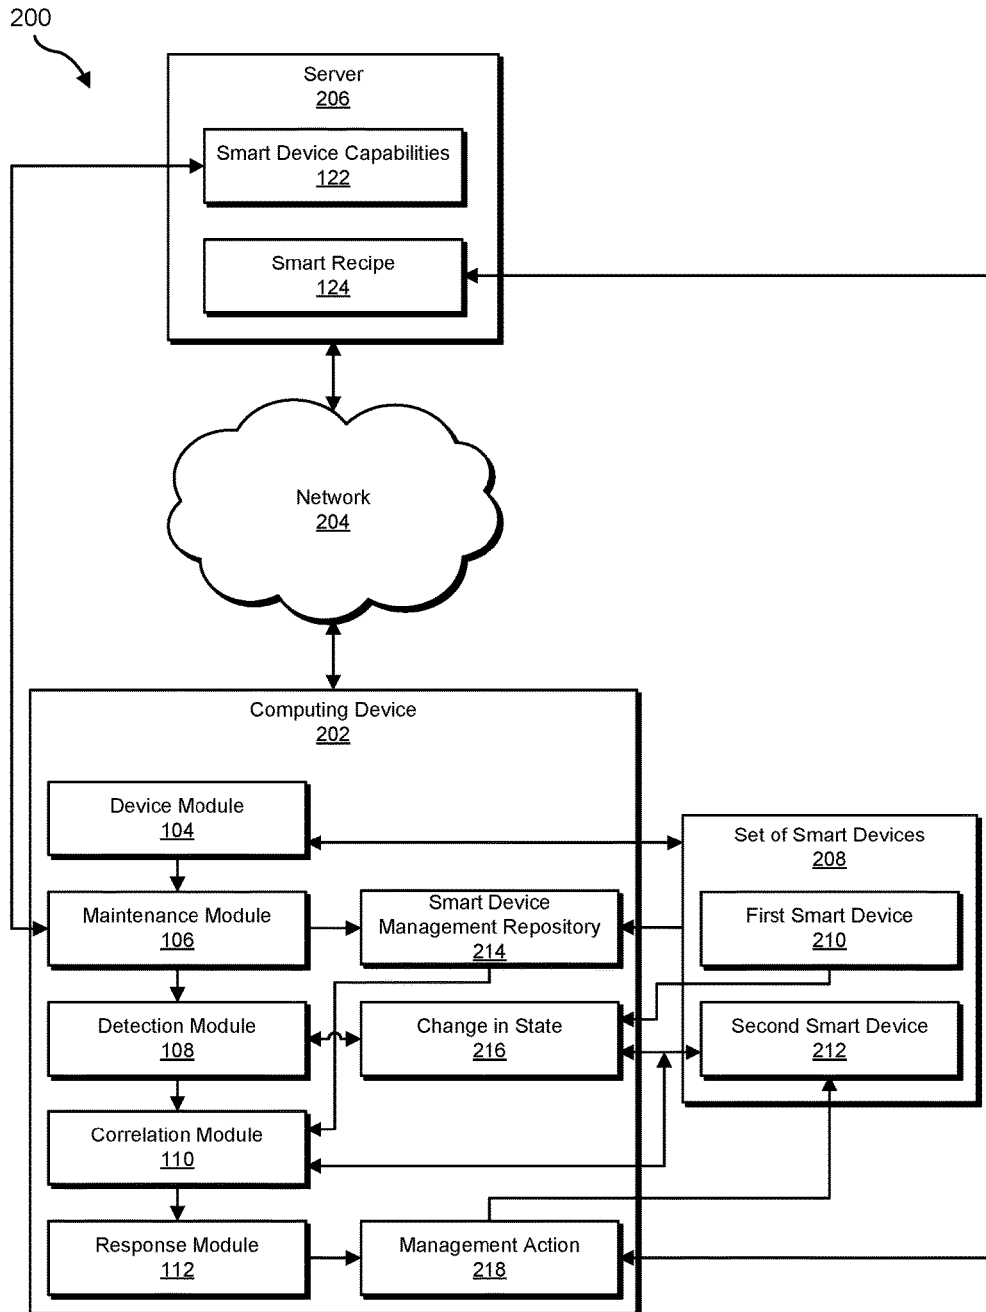 200
Server
206
Smart Device Capabilities
122
Smart Recipe
124
Network
204
Computing Device
202
Device Module
104
Maintenance Module
106
Smart Device
Management Repository
214
Detection Module
108
Change in State
216
Correlation Module
110
Response Module
112
Management Action
218
Set of Smart Devices
208
First Smart Device
210
Second Smart Device
212